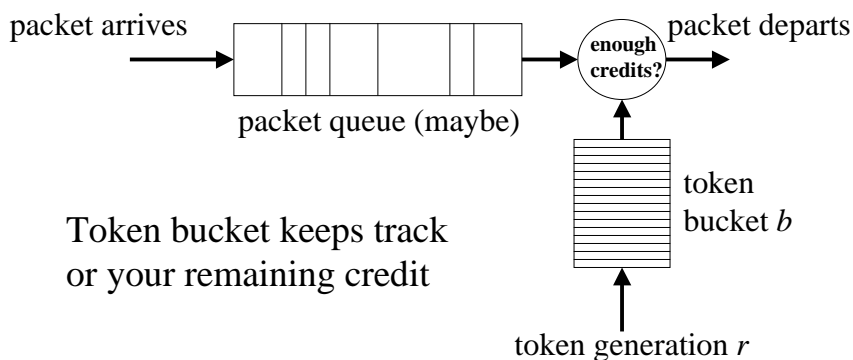 packet arrives
packet departs
enough
credits?
packet queue (maybe)
token
bucket b
Token bucket keeps track
or your remaining credit
token generation r